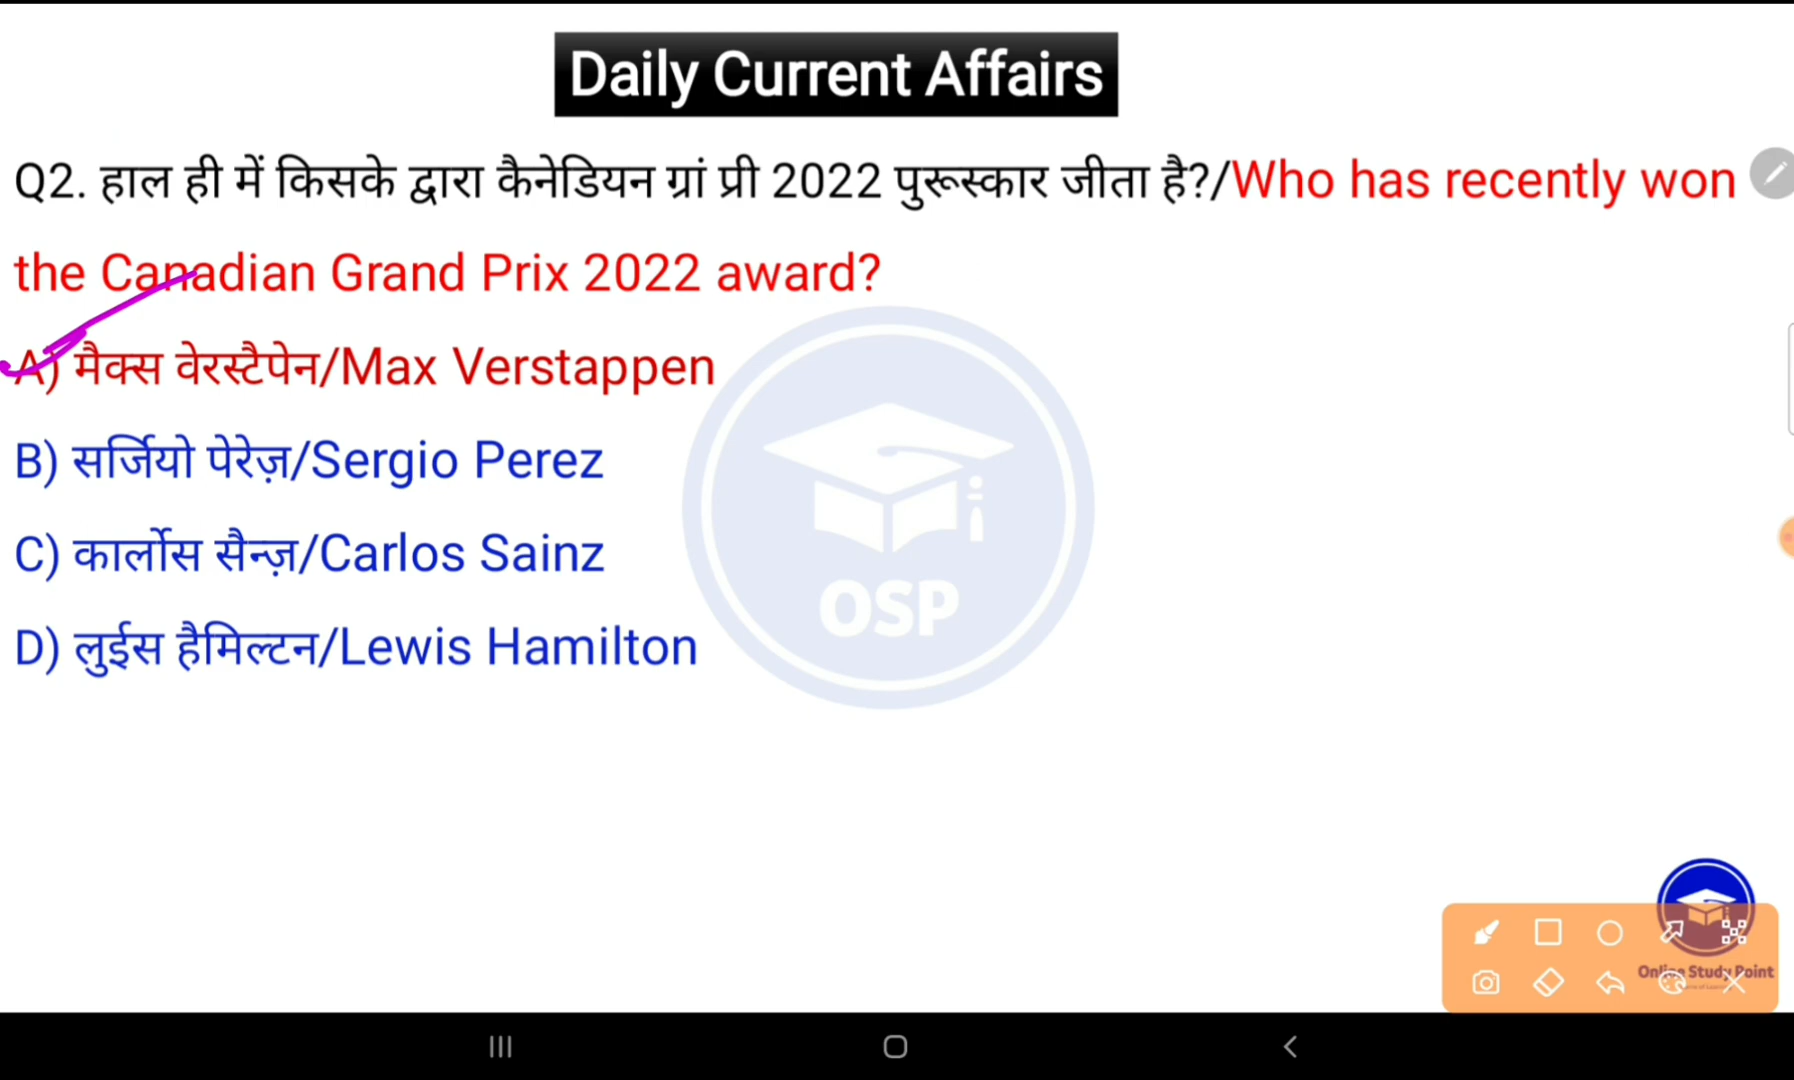 Daily Current Affairs
Q2. हाल ही में किसके द्वारा कैनेडियन ग्रां प्री 2022 पुरूस्कार जीता है?/Who has recently won
the Canadian Grand Prix 2022 award?
A) मैक्स वेरस्टैपेन/Max Verstappen
B) सर्जियो पेरेज़/Sergio Perez
C) कार्लोस सैन्ज़/Carlos Sainz
D) लुईस हैमिल्टन/Lewis Hamilton
OSP
Online Study Point